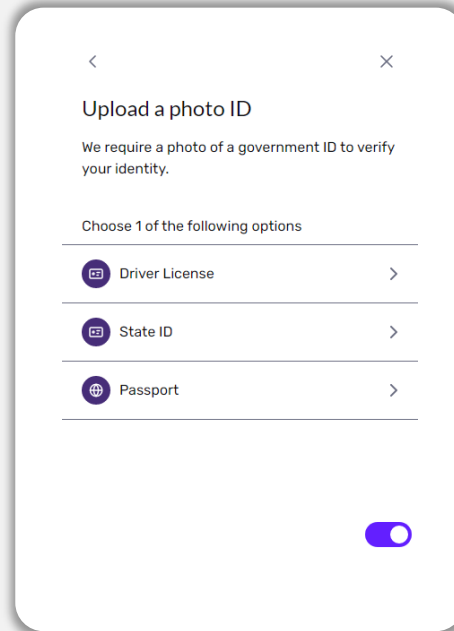 Upload a photo ID
We require a photo of a government ID to verify
your identity.
Choose 1 of the following options
Driver License
State ID
Passport